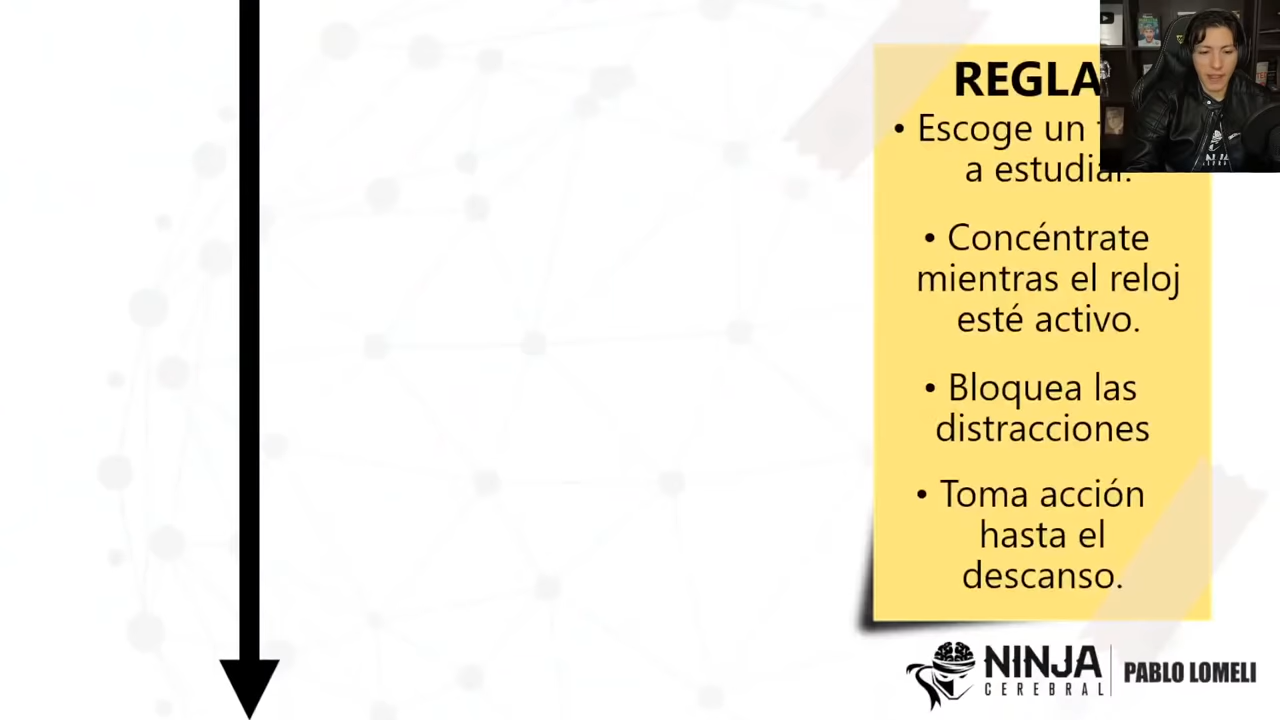 REGLA
• Escoge un
a estudiar.
• Concéntrate
mientras el reloj
esté activo.
• Bloquea las
distracciones
• Toma acción
hasta el
descanso.
NINJA
CEREBRAL
PABLO LOMELI